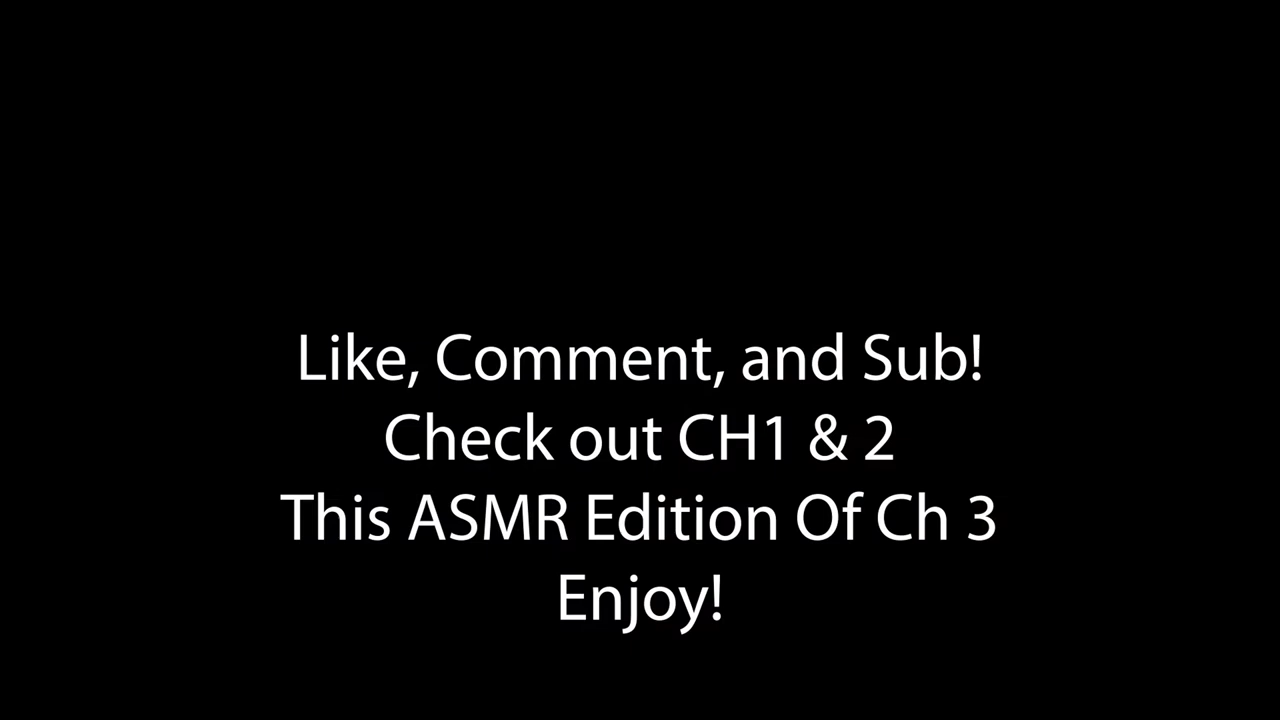 Like, Comment, and Sub!
Check out CH1 & 2
This ASMR Edition Of Ch 3
Enjoy!